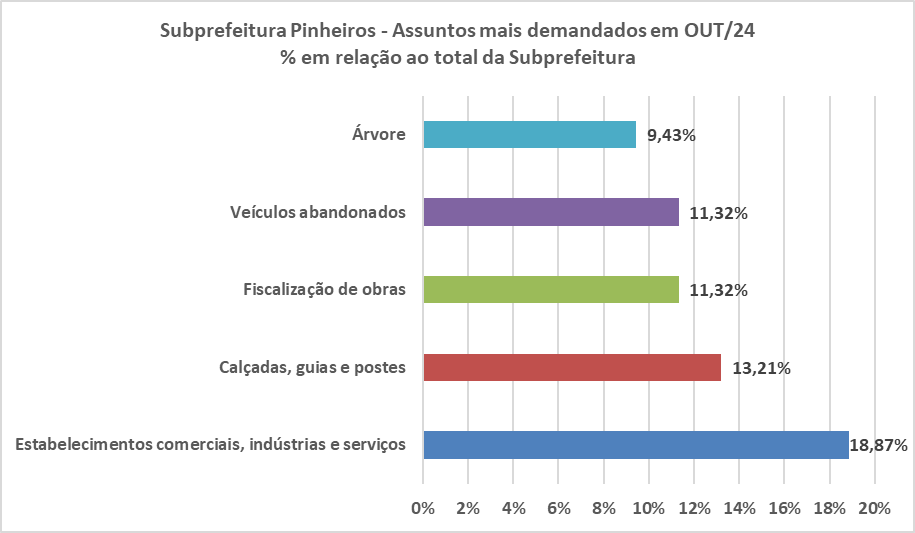 Subprefeitura Pinheiros - Assuntos mais demandados em OUT/24
% em relação ao total da Subprefeitura
Árvore 9,43%
Veículos abandonados 11,32%
Fiscalização de obras 11,32%
Calçadas, guias e postes 13,21%
Estabelecimentos comerciais, indústrias e serviços 18,87%
0% 2% 4% 6% 8% 10% 12% 14% 16% 18% 20%